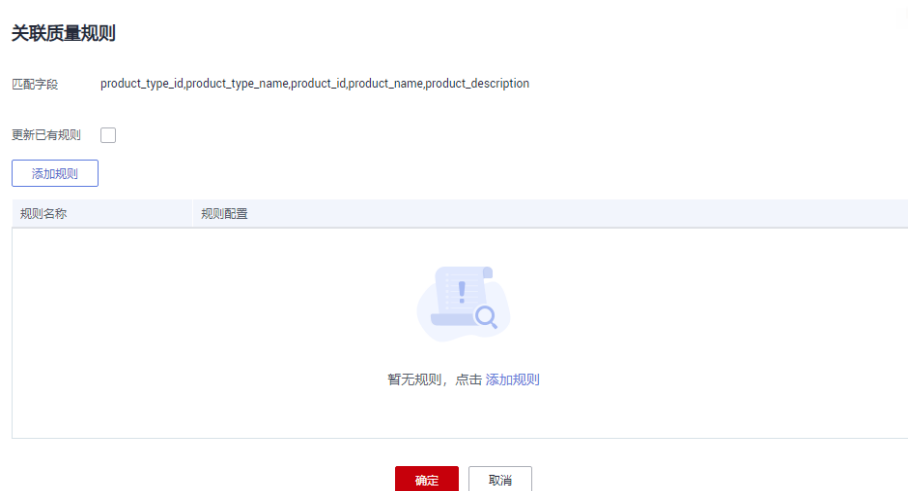 关联质量规则
匹配字段 product_type_id,product_type_name,product_id,product_name,product_description
更新已有规则
添加规则
规则名称 规则配置
暂无规则，点击 添加规则
确定 取消